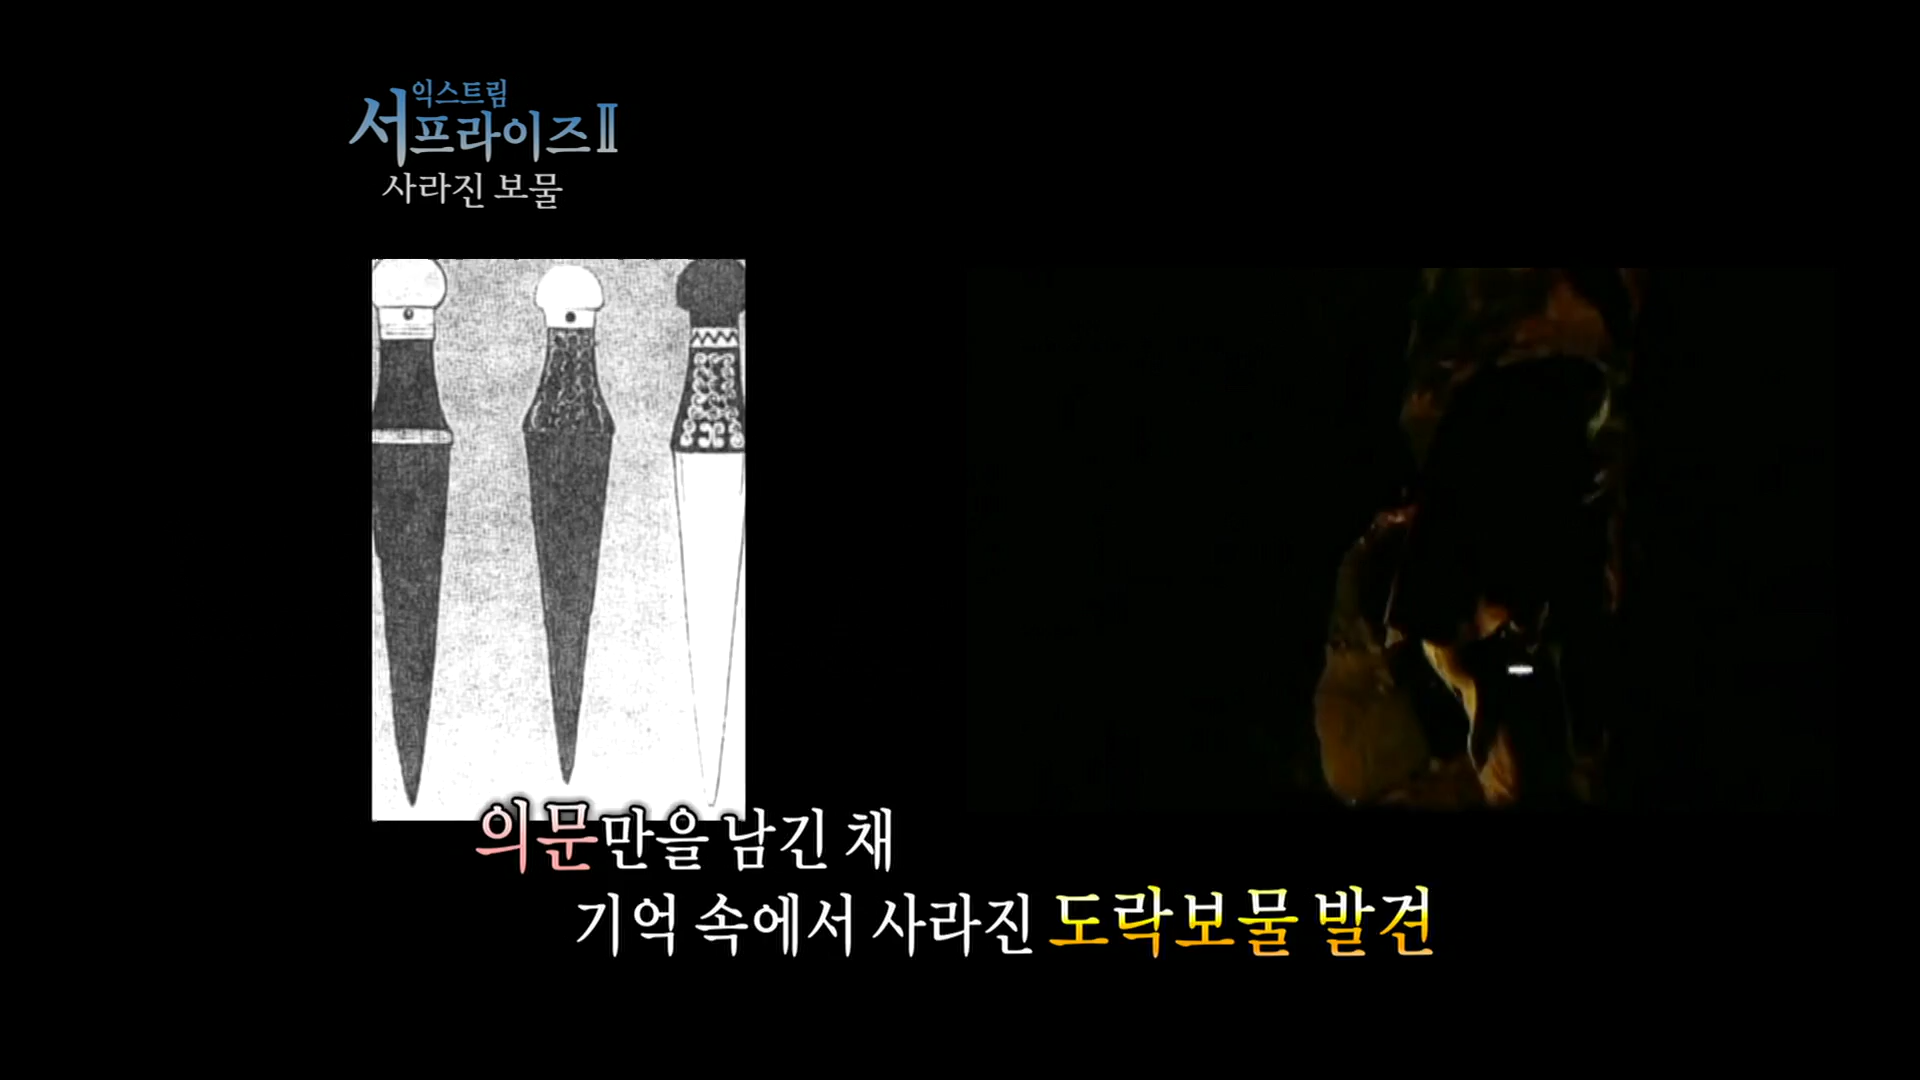 익스트림
서프라이즈Ⅱ
사라진 보물
의문만을 남긴 채
기억 속에서 사라진 도락보물 발견